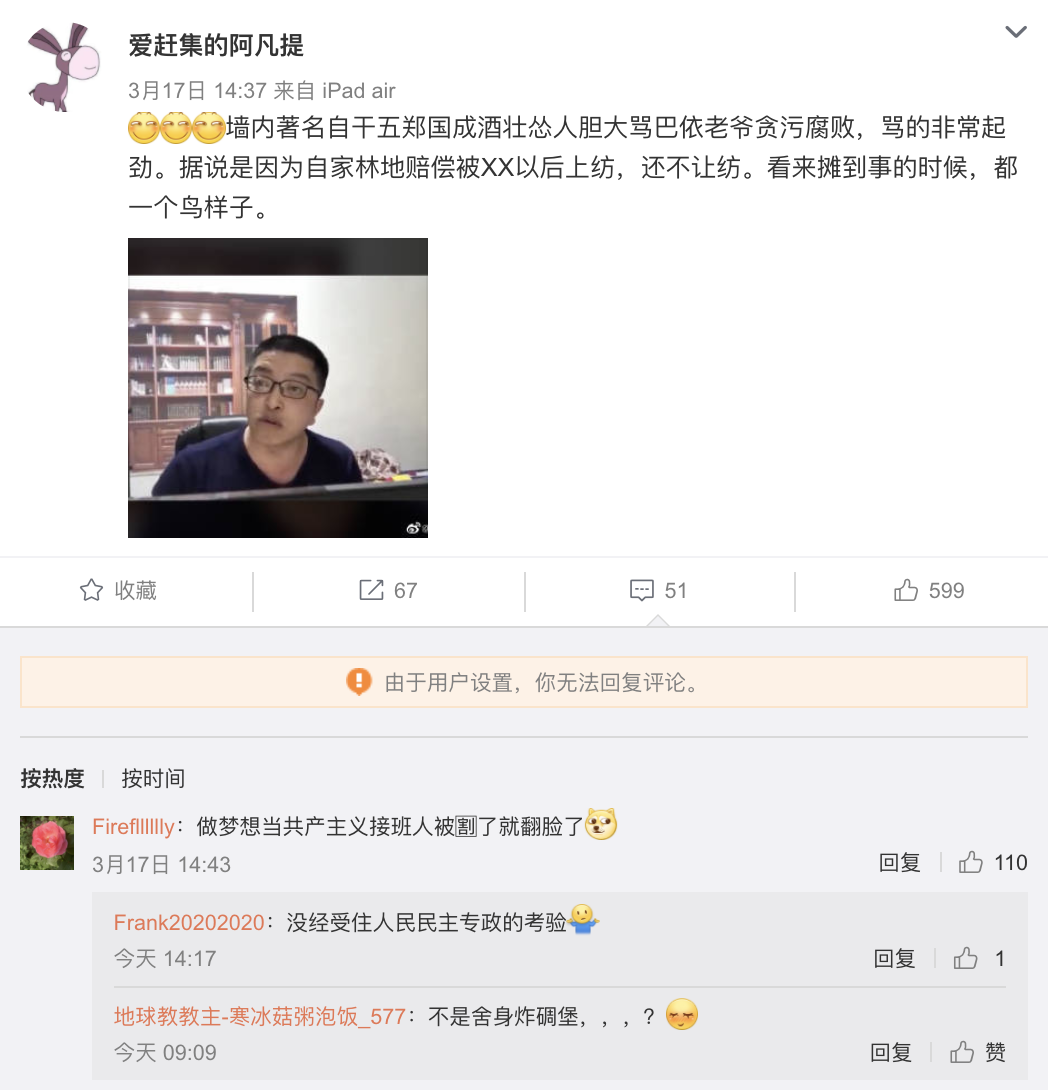 爱赶集的阿凡提
3月17日 14:37 来自 iPad air
墙内著名自干五郑国成酒壮怂人胆大骂巴依老爷贪污腐败，骂的非常起
劲。据说是因为自家林地赔偿被XX以后上纺，还不让纺。看来摊到事的时候，都
一个鸟样子。
收藏
67
51
599
由于用户设置，你无法回复评论。
按热度 | 按时间
Firefllllllly：做梦想当共产主义接班人被🈹了就翻脸了
3月17日 14:43
回复
110
Frank20202020：没经受住人民民主专政的考验
今天 14:17
回复
1
地球教教主-寒冰菇粥泡饭_577：不是舍身炸碉堡，，，？
今天 09:09
回复
赞